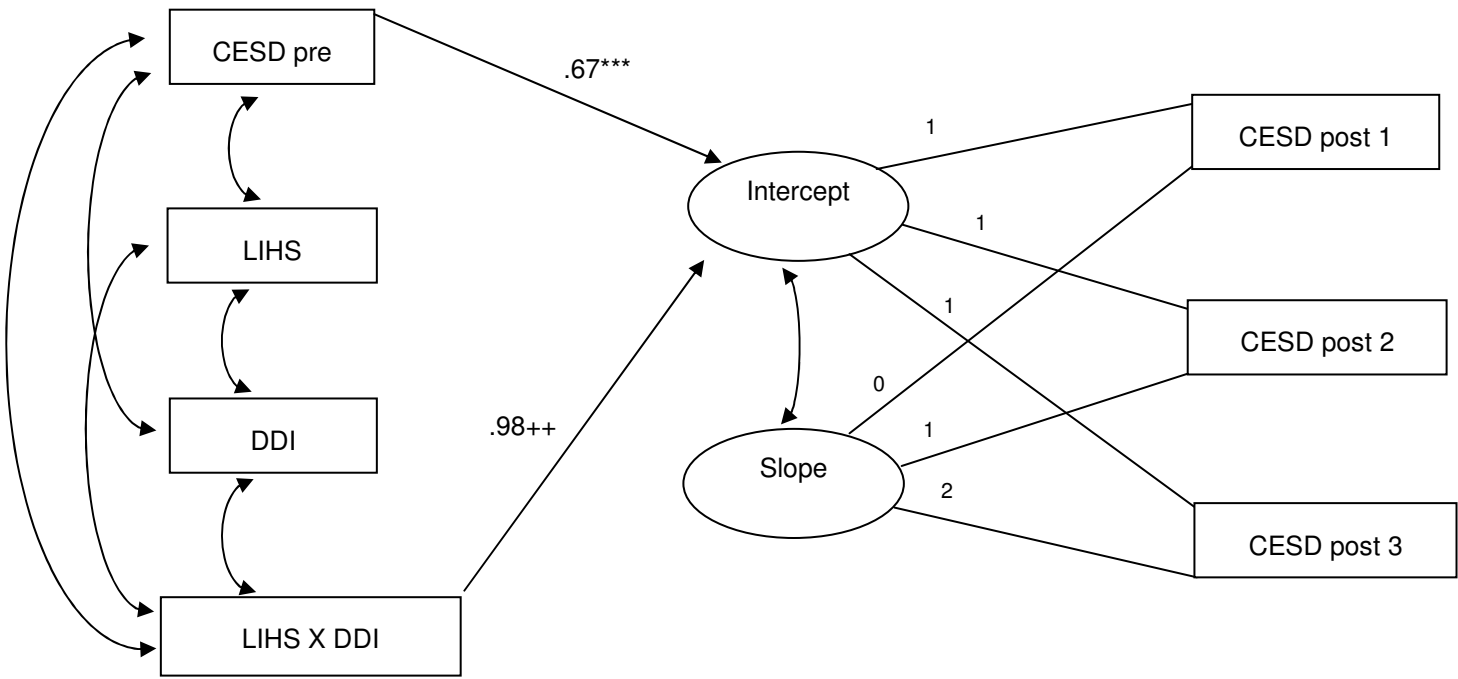 CESD pre
.67***
CESD post 1
1
Intercept
1
LIHS
1
CESD post 2
0
.98++
1
DDI
Slope
2
CESD post 3
LIHS X DDI